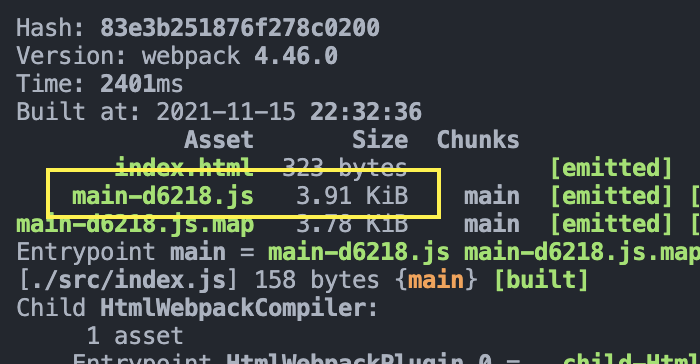 Hash: 83e3b251876f278c0200
Version: webpack 4.46.0
Time: 2401ms
Built at: 2021-11-15 22:32:36
Asset Size Chunks
index.html 323 bytes [emitted]
main-d6218.js 3.91 KiB main [emitted] [
main-d6218.js.map 3.78 KiB main [emitted] [
Entrypoint main = main-d6218.js main-d6218.js.map
[./src/index.js] 158 bytes {main} [built]
Child HtmlWebpackCompiler:
1 asset
Entrypoint HtmlWebpackPlugin_0 = __child-Html